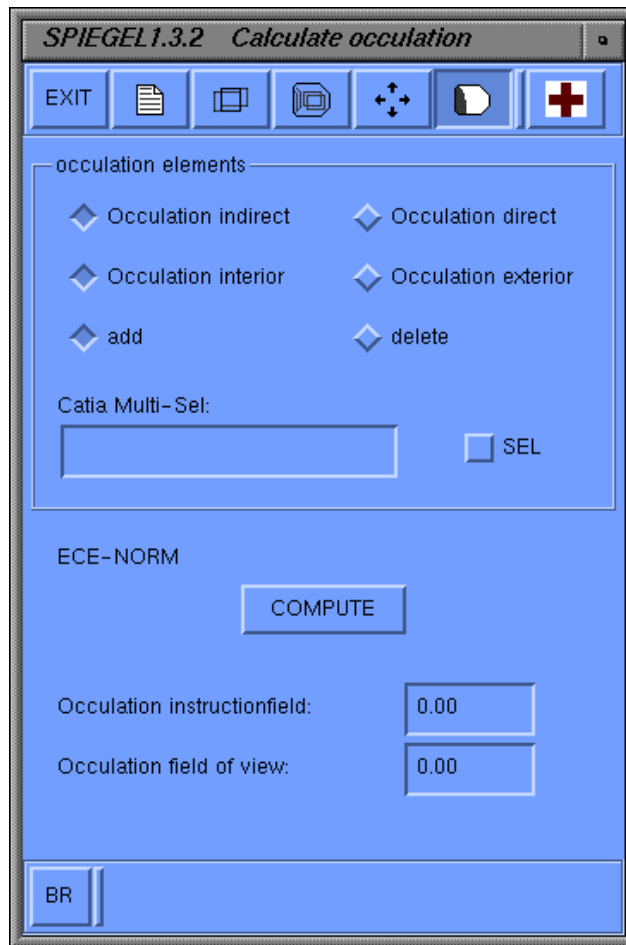 SPIEGEL1.3.2 Calculate occulation
EXIT
occulation elements
Occulation indirect Occulation direct
Occulation interior Occulation exterior
add delete
Catia Multi-Sel:
SEL
ECE-NORM
COMPUTE
Occulation instructionfield: 0.00
Occulation field of view: 0.00
BR